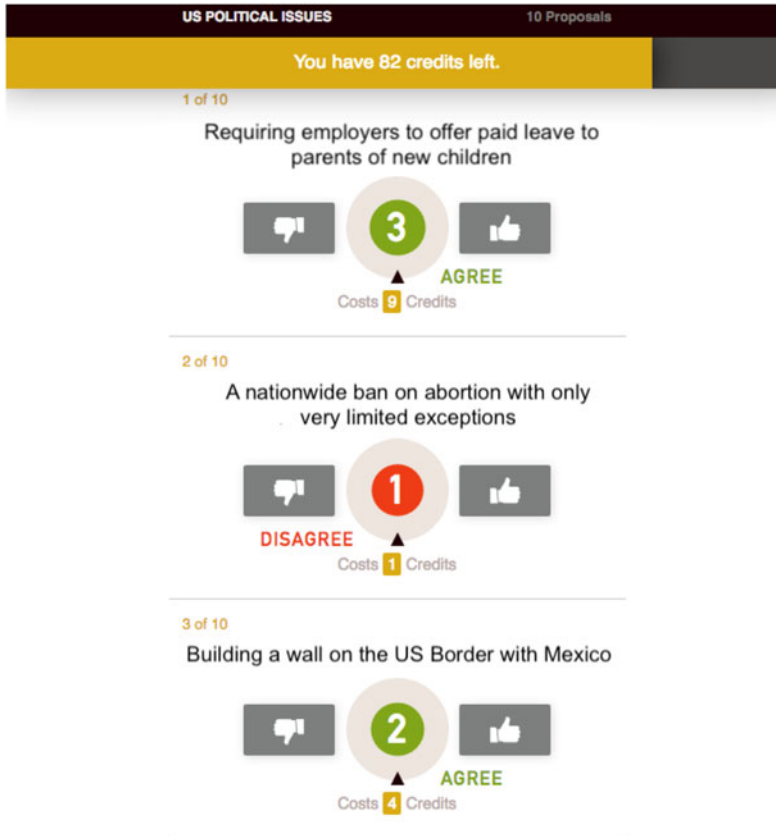 US POLITICAL ISSUES 10 Proposals
You have 82 credits left.
1 of 10
Requiring employers to offer paid leave to
parents of new children
3
AGREE
Costs 9 Credits
2 of 10
A nationwide ban on abortion with only
very limited exceptions
1
DISAGREE
Costs 1 Credits
3 of 10
Building a wall on the US Border with Mexico
2
AGREE
Costs 4 Credits